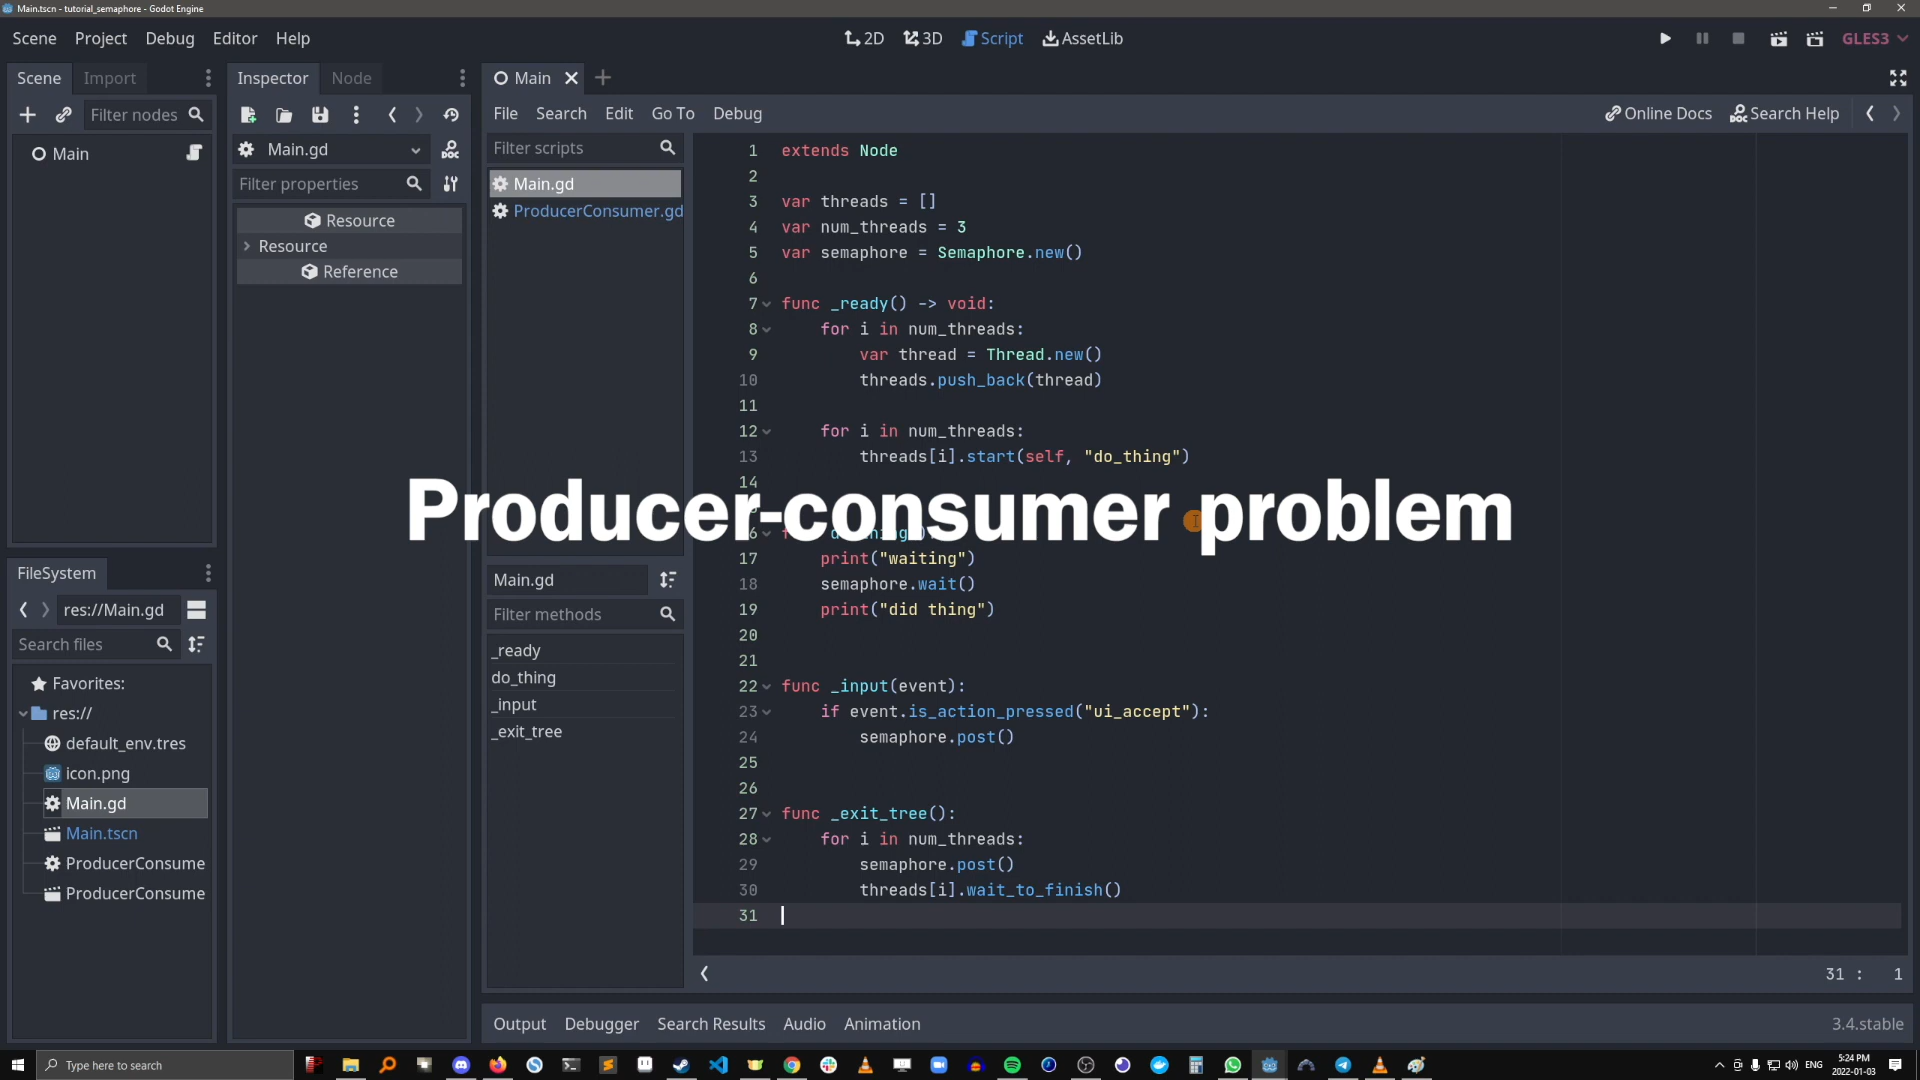 Main.tscn - tutorial_semaphore - Godot Engine
Scene Project Debug Editor Help
2D 3D Script AssetLib
GLES3
Scene Import
Inspector Node
Main
Filter nodes
File Search Edit Go To Debug
Online Docs Search Help
Main
Main.gd
Filter properties
Resource
Resource
Reference
Filter scripts
Main.gd
ProducerConsumer.gd
Main.gd
Filter methods
_ready
do_thing
_input
_exit_tree
1 extends Node
2
3 var threads = []
4 var num_threads = 3
5 var semaphore = Semaphore.new()
6
7 func _ready() -> void:
8 for i in num_threads:
9 var thread = Thread.new()
10 threads.push_back(thread)
11
12 for i in num_threads:
13 threads[i].start(self, "do_thing")
14
Producer-consumer problem
17 print("waiting")
18 semaphore.wait()
19 print("did thing")
20
21
22 func _input(event):
23 if event.is_action_pressed("ui_accept"):
24 semaphore.post()
25
26
27 func _exit_tree():
28 for i in num_threads:
29 semaphore.post()
30 threads[i].wait_to_finish()
31
31 : 1
FileSystem
res://Main.gd
Search files
Favorites:
res://
default_env.tres
icon.png
Main.gd
Main.tscn
ProducerConsume
ProducerConsume
Output Debugger Search Results Audio Animation
3.4.stable
Type here to search
ENG
5:24 PM
2022-01-03